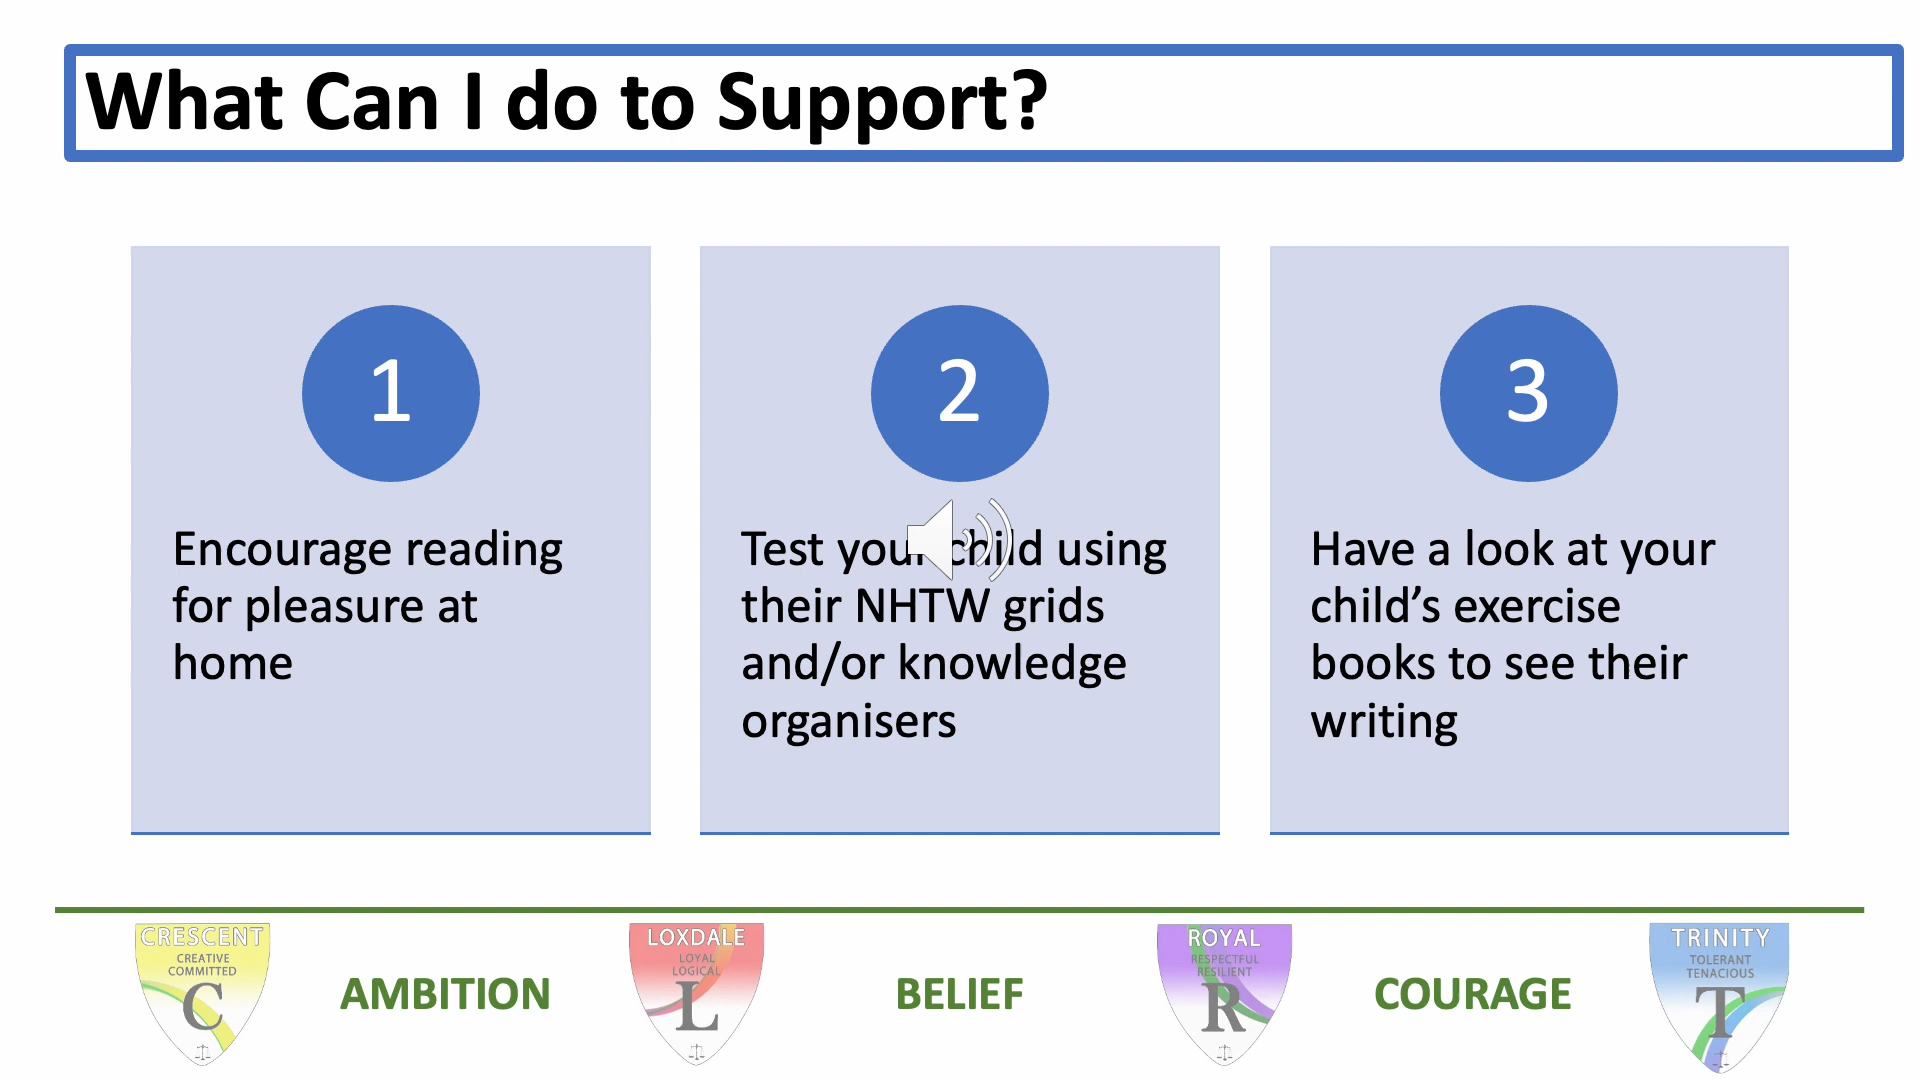 What Can I do to Support?
1
Encourage reading
for pleasure at
home
2
Test your child using
their NHTW grids
and/or knowledge
organisers
3
Have a look at your
child’s exercise
books to see their
writing
CRESCENT
CREATIVE
COMMITTED
C
AMBITION
LOXDALE
LOYAL
LOGICAL
L
BELIEF
ROYAL
RESPECTFUL
RESILIENT
R
COURAGE
TRINITY
TOLERANT
TENACIOUS
T